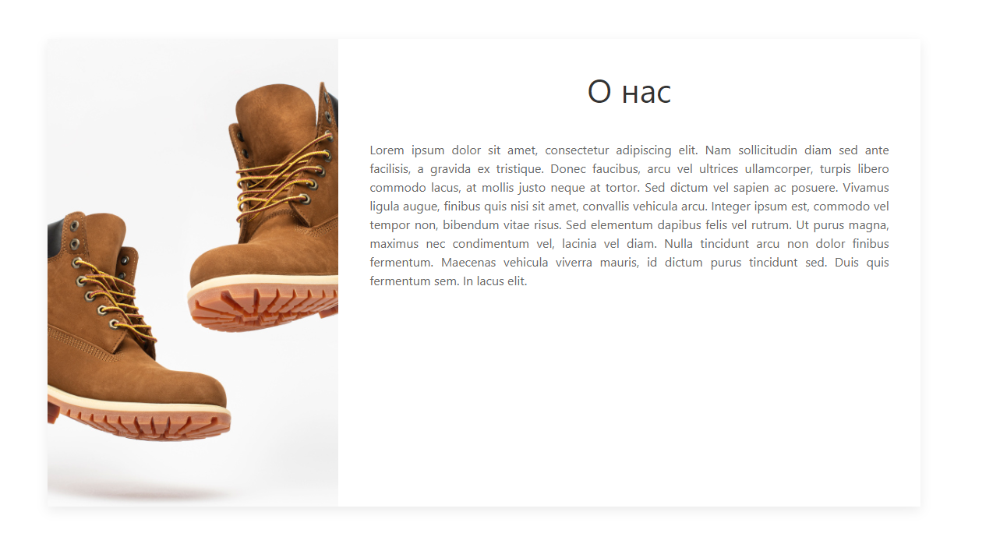 О нас
Lorem ipsum dolor sit amet, consectetur adipiscing elit. Nam sollicitudin diam sed ante
facilisis, a gravida ex tristique. Donec faucibus, arcu vel ultrices ullamcorper, turpis libero
commodo lacus, at mollis justo neque at tortor. Sed dictum vel sapien ac posuere. Vivamus
ligula augue, finibus quis nisi sit amet, convallis vehicula arcu. Integer ipsum est, commodo vel
tempor non, bibendum vitae risus. Sed elementum dapibus felis vel rutrum. Ut purus magna,
maximus nec condimentum vel, lacinia vel diam. Nulla tincidunt arcu non dolor finibus
fermentum. Maecenas vehicula viverra mauris, id dictum purus tincidunt sed. Duis quis
fermentum sem. In lacus elit.